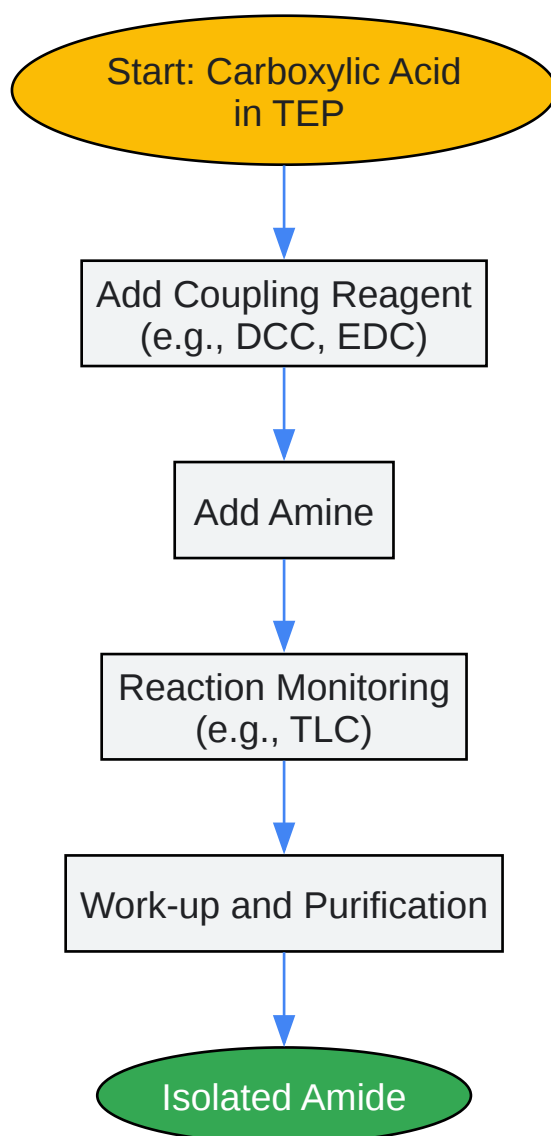 Start: Carboxylic Acid
in TEP
Add Coupling Reagent
(e.g., DCC, EDC)
Add Amine
Reaction Monitoring
(e.g., TLC)
Work-up and Purification
Isolated Amide